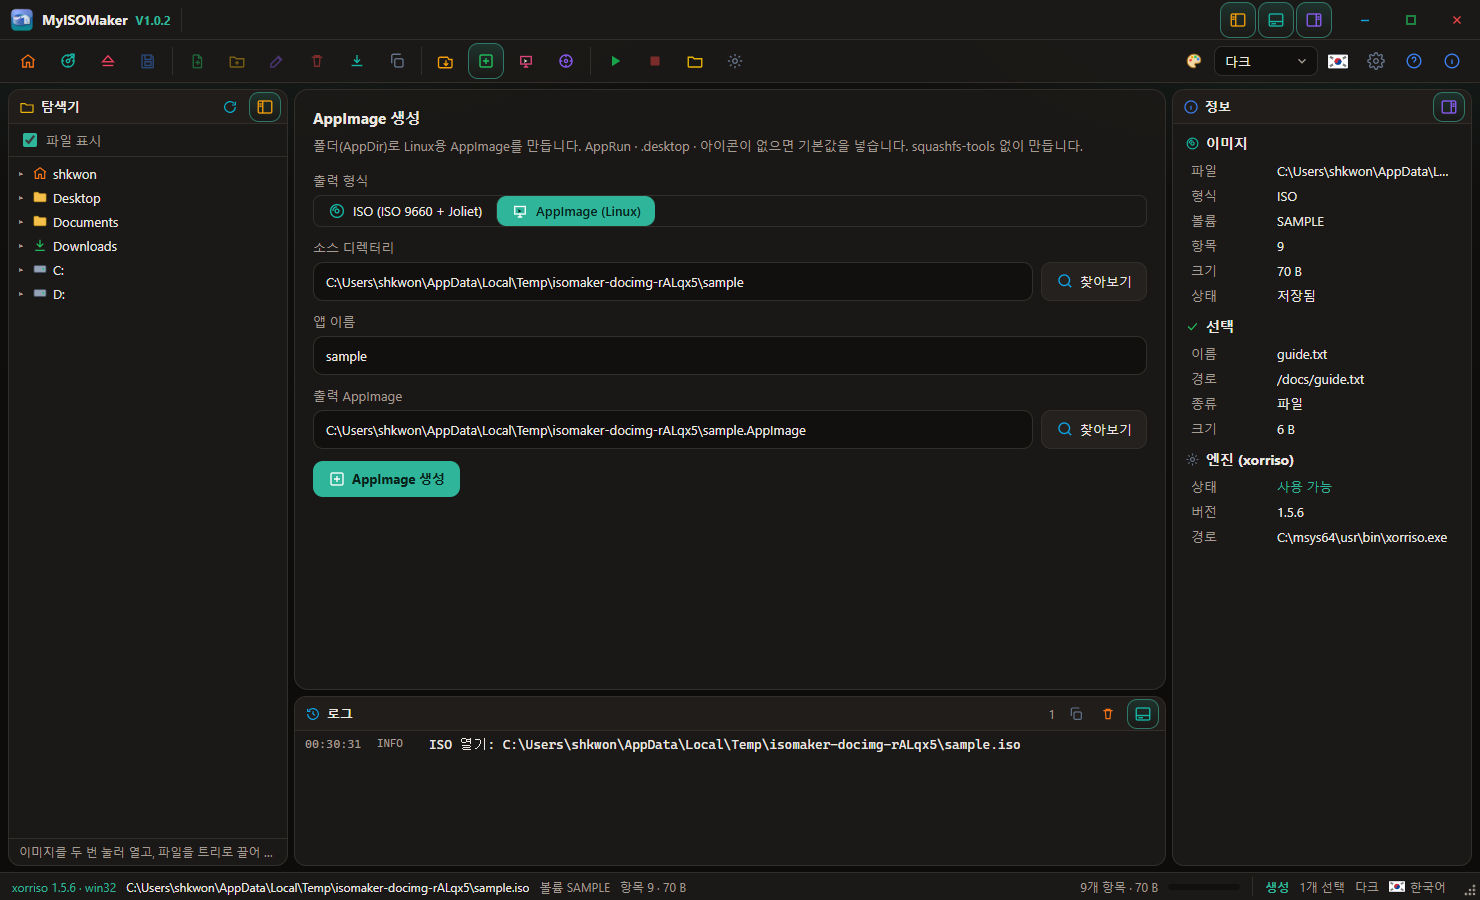 MyISOMaker V1.0.2
다크
탐색기
파일 표시
shkwon
Desktop
Documents
Downloads
C:
D:
이미지를 두 번 눌러 열고, 파일을 트리로 끌어 ...
AppImage 생성
폴더(AppDir)로 Linux용 AppImage를 만듭니다. AppRun · .desktop · 아이콘이 없으면 기본값을 넣습니다. squashfs-tools 없이 만듭니다.
출력 형식
ISO (ISO 9660 + Joliet) AppImage (Linux)
소스 디렉터리
C:\Users\shkwon\AppData\Local\Temp\isomaker-docimg-rALqx5\sample 찾아보기
앱 이름
sample
출력 AppImage
C:\Users\shkwon\AppData\Local\Temp\isomaker-docimg-rALqx5\sample.AppImage 찾아보기
AppImage 생성
로그 1
00:30:31 INFO ISO 열기: C:\Users\shkwon\AppData\Local\Temp\isomaker-docimg-rALqx5\sample.iso
정보
이미지
파일 C:\Users\shkwon\AppData\L...
형식 ISO
볼륨 SAMPLE
항목 9
크기 70 B
상태 저장됨
선택
이름 guide.txt
경로 /docs/guide.txt
종류 파일
크기 6 B
엔진 (xorriso)
상태 사용 가능
버전 1.5.6
경로 C:\msys64\usr\bin\xorriso.exe
xorriso 1.5.6 · win32 C:\Users\shkwon\AppData\Local\Temp\isomaker-docimg-rALqx5\sample.iso 볼륨 SAMPLE 항목 9 · 70 B 9개 항목 · 70 B 생성 1개 선택 다크 한국어